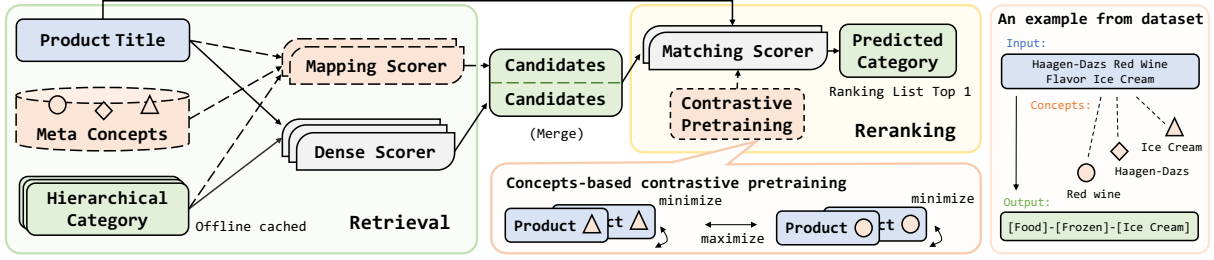 Product Title
Meta Concepts
Hierarchical
Category
Offline cached
Mapping Scorer
Dense Scorer
Retrieval
Candidates
Candidates
(Merge)
Matching Scorer
Contrastive
Pretraining
Predicted
Category
Ranking List Top 1
Reranking
Concepts-based contrastive pretraining
minimize
Product
ct
maximize
Product
ct
minimize
An example from dataset
Input:
Haagen-Dazs Red Wine
Flavor Ice Cream
Concepts:
Ice Cream
Haagen-Dazs
Red wine
Output:
[Food]-[Frozen]-[Ice Cream]